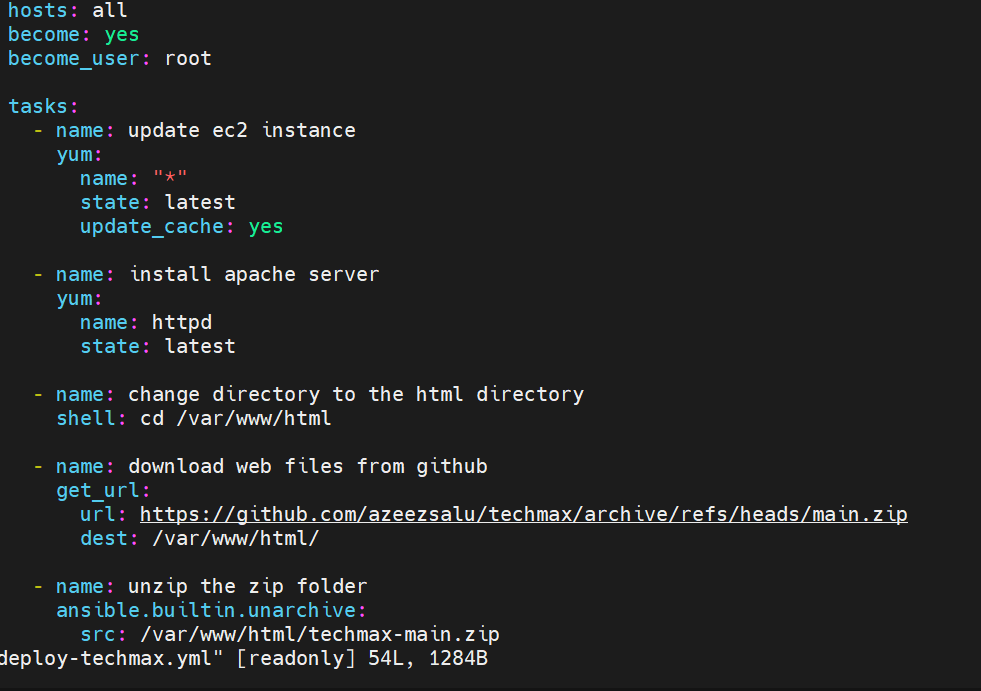 hosts: all
become: yes
become_user: root
tasks:
- name: update ec2 instance
yum:
name: "*"
state: latest
update_cache: yes
- name: install apache server
yum:
name: httpd
state: latest
- name: change directory to the html directory
shell: cd /var/www/html
- name: download web files from github
get_url:
url: https://github.com/azeezsalu/techmax/archive/refs/heads/main.zip
dest: /var/www/html/
- name: unzip the zip folder
ansible.builtin.unarchive:
src: /var/www/html/techmax-main.zip
deploy-techmax.yml" [readonly] 54L, 1284B